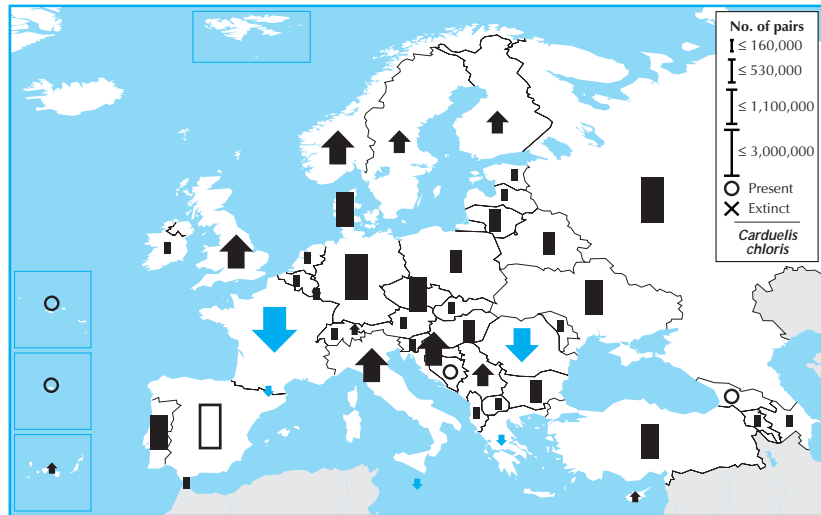 No. of pairs
≤ 160,000
≤ 530,000
≤ 1,100,000
≤ 3,000,000
Present
Extinct
Carduelis
chloris